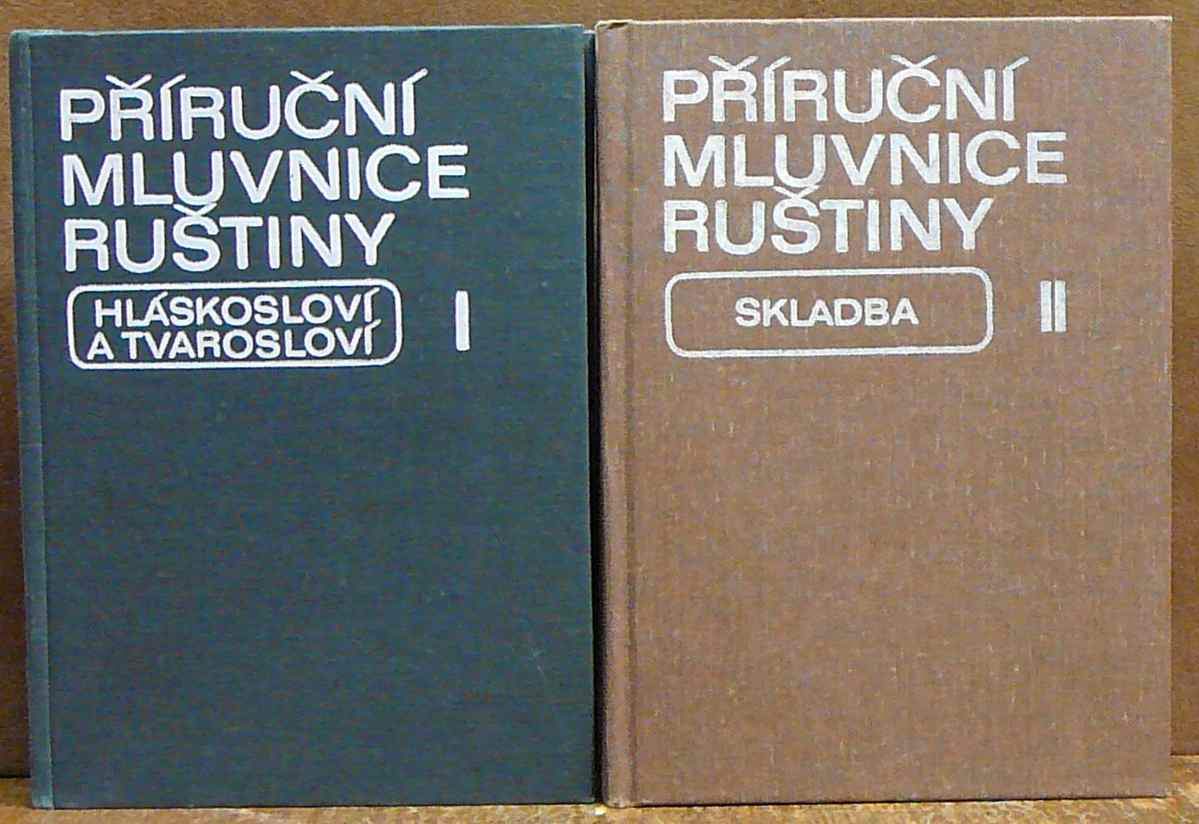 PŘÍRUČNÍ
MLUVNICE
RUŠTINY
HLÁSKOSLOVÍ
A TVAROSLOVÍ
I
PŘÍRUČNÍ
MLUVNICE
RUŠTINY
SKLADBA
II